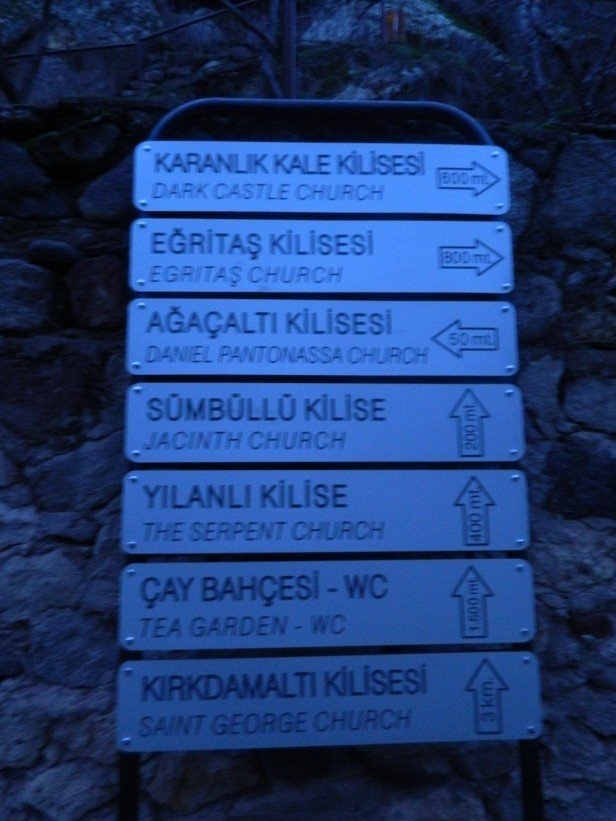 KARANLIK KALE KİLİSESİ
DARK CASTLE CHURCH
600 mt.
EĞRİTAŞ KİLİSESİ
EGRITAŞ CHURCH
800 mt.
AĞAÇALTI KİLİSESİ
DANIEL PANTONASSA CHURCH
50 mt.
SÜMBÜLLÜ KİLİSE
JACINTH CHURCH
200 mt.
YILANLI KİLİSE
THE SERPENT CHURCH
400 mt.
ÇAY BAHÇESİ - WC
TEA GARDEN - WC
1.500 mt.
KIRKDAMALTI KİLİSESİ
SAINT GEORGE CHURCH
3 km.